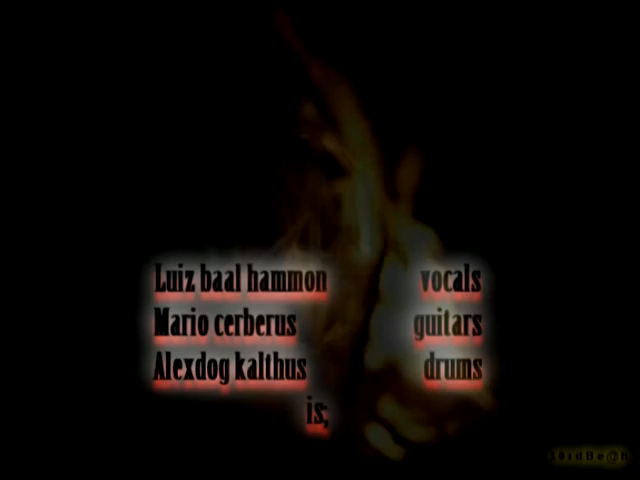 Luiz baal hammon vocals
Mario cerberus guitars
Alexdog kalthus drums
is;